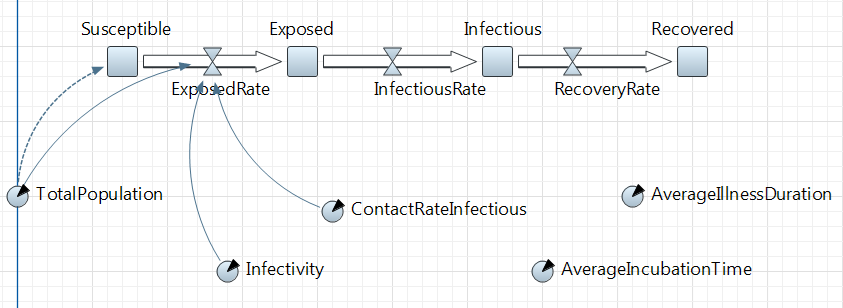 Susceptible
Exposed
Infectious
Recovered
ExposedRate
InfectiousRate
RecoveryRate
TotalPopulation
AverageIllnessDuration
ContactRateInfectious
Infectivity
AverageIncubationTime